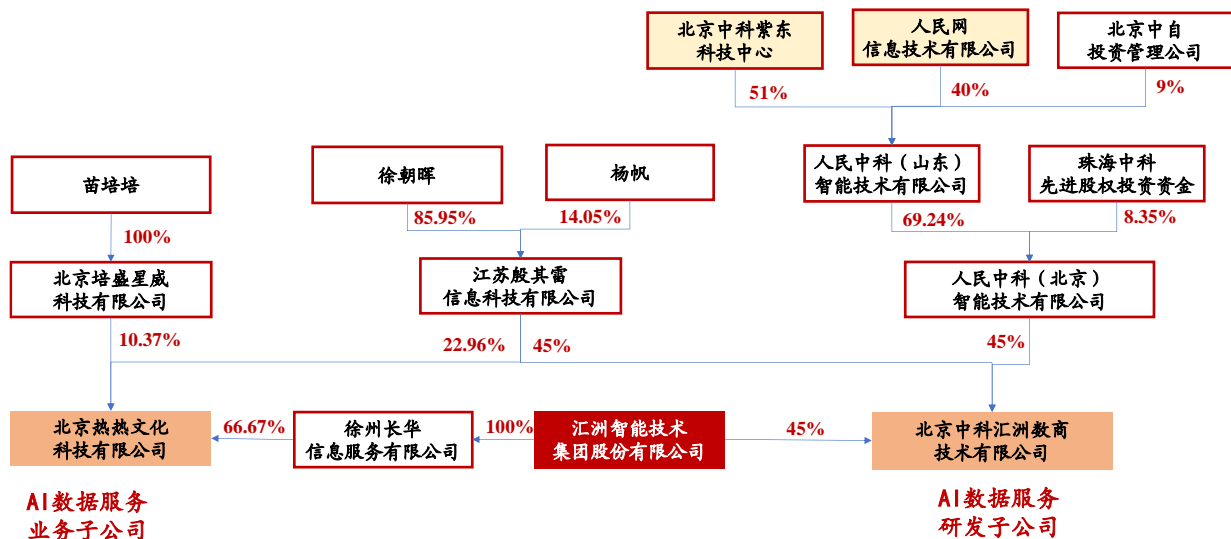 北京中科紫东
科技中心
人民网
信息技术有限公司
北京中自
投资管理公司
51%
40%
9%
苗培培
徐朝晖
杨帆
人民中科（山东）
智能技术有限公司
珠海中科
先进股权投资资金
100%
85.95%
14.05%
69.24%
8.35%
北京培盛星威
科技有限公司
江苏殷其雷
信息科技有限公司
人民中科（北京）
智能技术有限公司
10.37%
22.96%
45%
45%
北京热热文化
科技有限公司
66.67%
徐州长华
信息服务有限公司
100%
汇洲智能技术
集团股份有限公司
45%
北京中科汇洲数商
技术有限公司
AI数据服务
业务子公司
AI数据服务
研发子公司